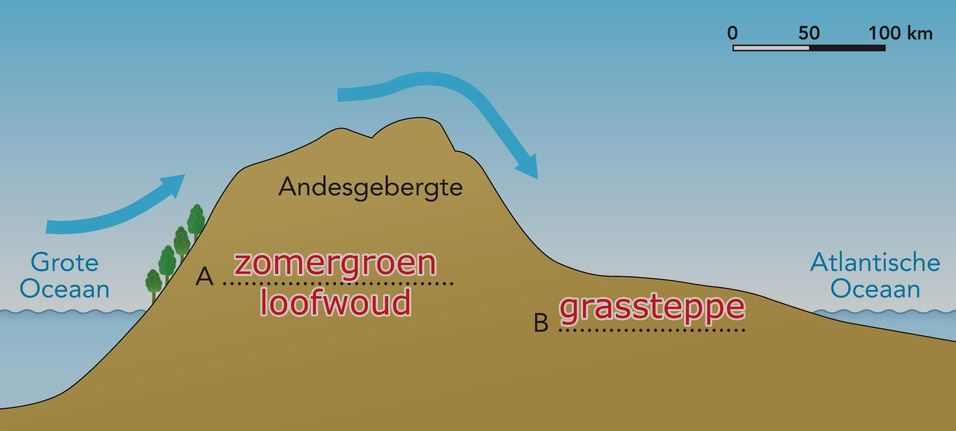 0 50 100 km
Andesgebergte
Grote
Oceaan
A zomergroen
loofwoud
B grassteppe
Atlantische
Oceaan